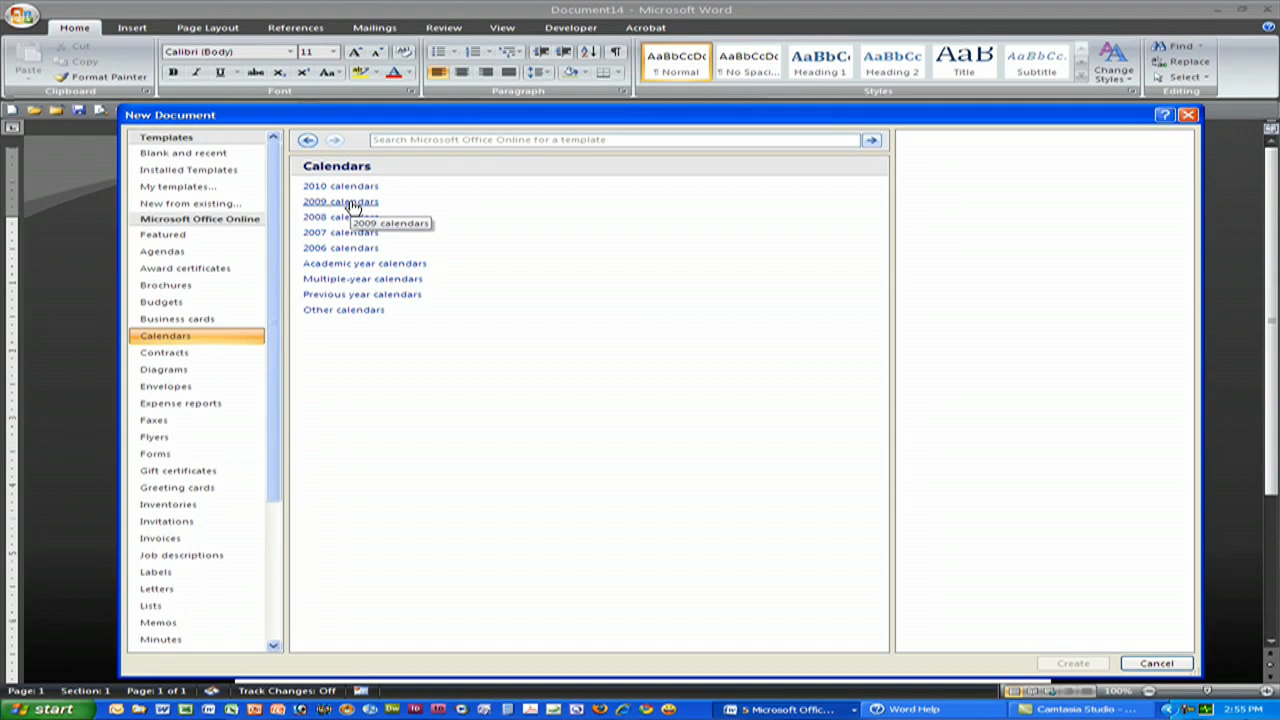 Document14 - Microsoft Word
Home Insert Page Layout References Mailings Review View Developer Acrobat
Cut
Copy
Paste
Format Painter
Clipboard
Calibri (Body) 11
Font
Paragraph
AaBbCcDc AaBbCcDc AaBbC AaBbCc AaB AaBbCc.
¶ Normal ¶ No Spaci... Heading 1 Heading 2 Title Subtitle
Change Styles
Styles
Find
Replace
Select
Editing
New Document
Templates
Blank and recent
Installed Templates
My templates...
New from existing...
Microsoft Office Online
Featured
Agendas
Award certificates
Brochures
Budgets
Business cards
Calendars
Contracts
Diagrams
Envelopes
Expense reports
Faxes
Flyers
Forms
Gift certificates
Greeting cards
Inventories
Invitations
Invoices
Job descriptions
Labels
Letters
Lists
Memos
Minutes
Search Microsoft Office Online for a template
Calendars
2010 calendars
2009 calendars
2008
2009 calendars
2007 calendars
2006 calendars
Academic year calendars
Multiple-year calendars
Previous year calendars
Other calendars
Create Cancel
Page: 1 Section: 1 Page: 1 of 1 Track Changes: Off 100%
start 5 Microsoft Offic... Word Help Camtasia Studio - ... 2:55 PM